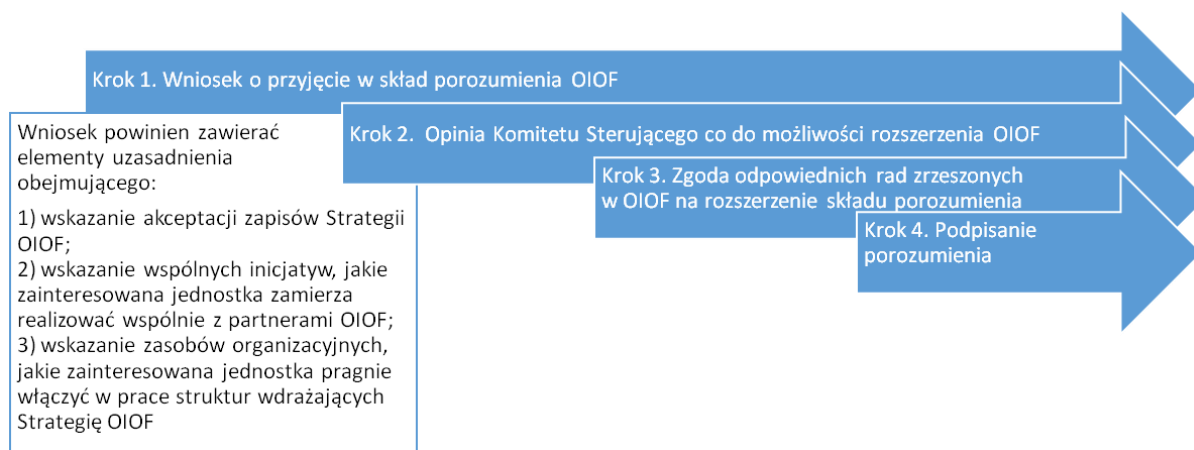 Krok 1. Wniosek o przyjęcie w skład porozumienia OIOF
Wniosek powinien zawierać
elementy uzasadnienia
obejmującego:
1) wskazanie akceptacji zapisów Strategii
OIOF;
2) wskazanie wspólnych inicjatyw, jakie
zainteresowana jednostka zamierza
realizować wspólnie z partnerami OIOF;
3) wskazanie zasobów organizacyjnych,
jakie zainteresowana jednostka pragnie
włączyć w prace struktur wdrażających
Strategię OIOF
Krok 2. Opinia Komitetu Sterującego co do możliwości rozszerzenia OIOF
Krok 3. Zgoda odpowiednich rad zrzeszonych
w OIOF na rozszerzenie składu porozumienia
Krok 4. Podpisanie
porozumienia